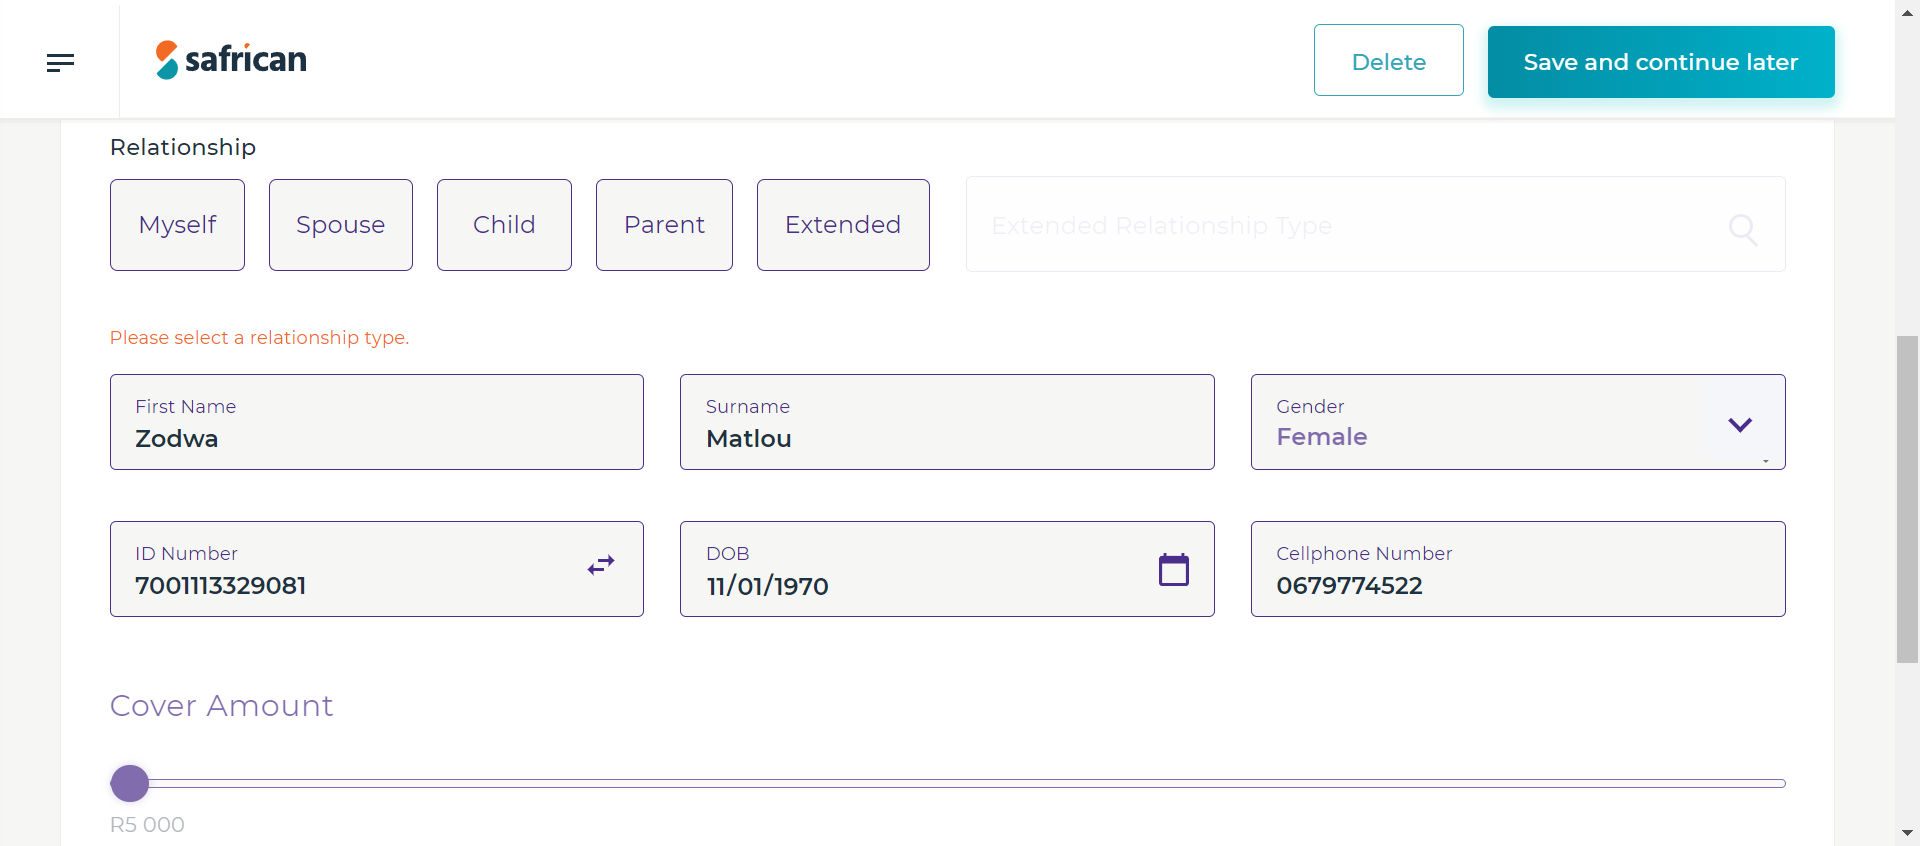 safrican
Delete
Save and continue later
Relationship
Myself
Spouse
Child
Parent
Extended
Extended Relationship Type
Please select a relationship type.
First Name
Zodwa
Surname
Matlou
Gender
Female
ID Number
7001113329081
DOB
11/01/1970
Cellphone Number
0679774522
Cover Amount
R5 000